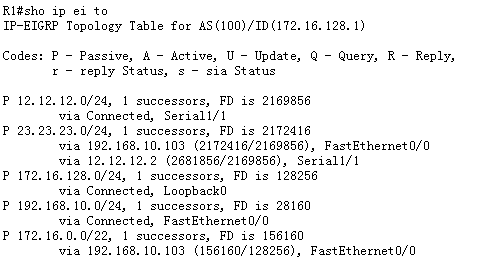 R1#sho ip ei to
IP-EIGRP Topology Table for AS(100)/ID(172.16.128.1)
Codes: P - Passive, A - Active, U - Update, Q - Query, R - Reply,
r - reply Status, s - sia Status
P 12.12.12.0/24, 1 successors, FD is 2169856
via Connected, Serial1/1
P 23.23.23.0/24, 1 successors, FD is 2172416
via 192.168.10.103 (2172416/2169856), FastEthernet0/0
via 12.12.12.2 (2681856/2169856), Serial1/1
P 172.16.128.0/24, 1 successors, FD is 128256
via Connected, Loopback0
P 192.168.10.0/24, 1 successors, FD is 28160
via Connected, FastEthernet0/0
P 172.16.0.0/22, 1 successors, FD is 156160
via 192.168.10.103 (156160/128256), FastEthernet0/0